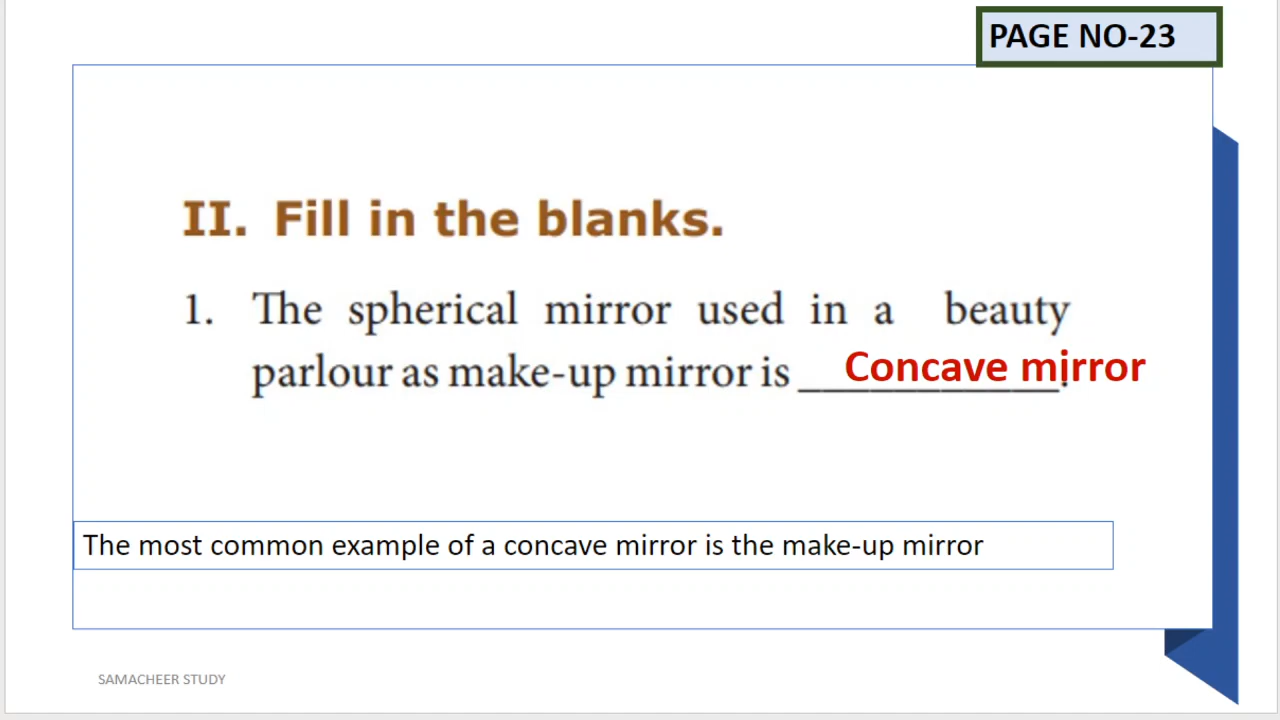 PAGE NO-23
II. Fill in the blanks.
1. The spherical mirror used in a beauty
parlour as make-up mirror is ____________. Concave mirror
The most common example of a concave mirror is the make-up mirror
SAMACHEER STUDY